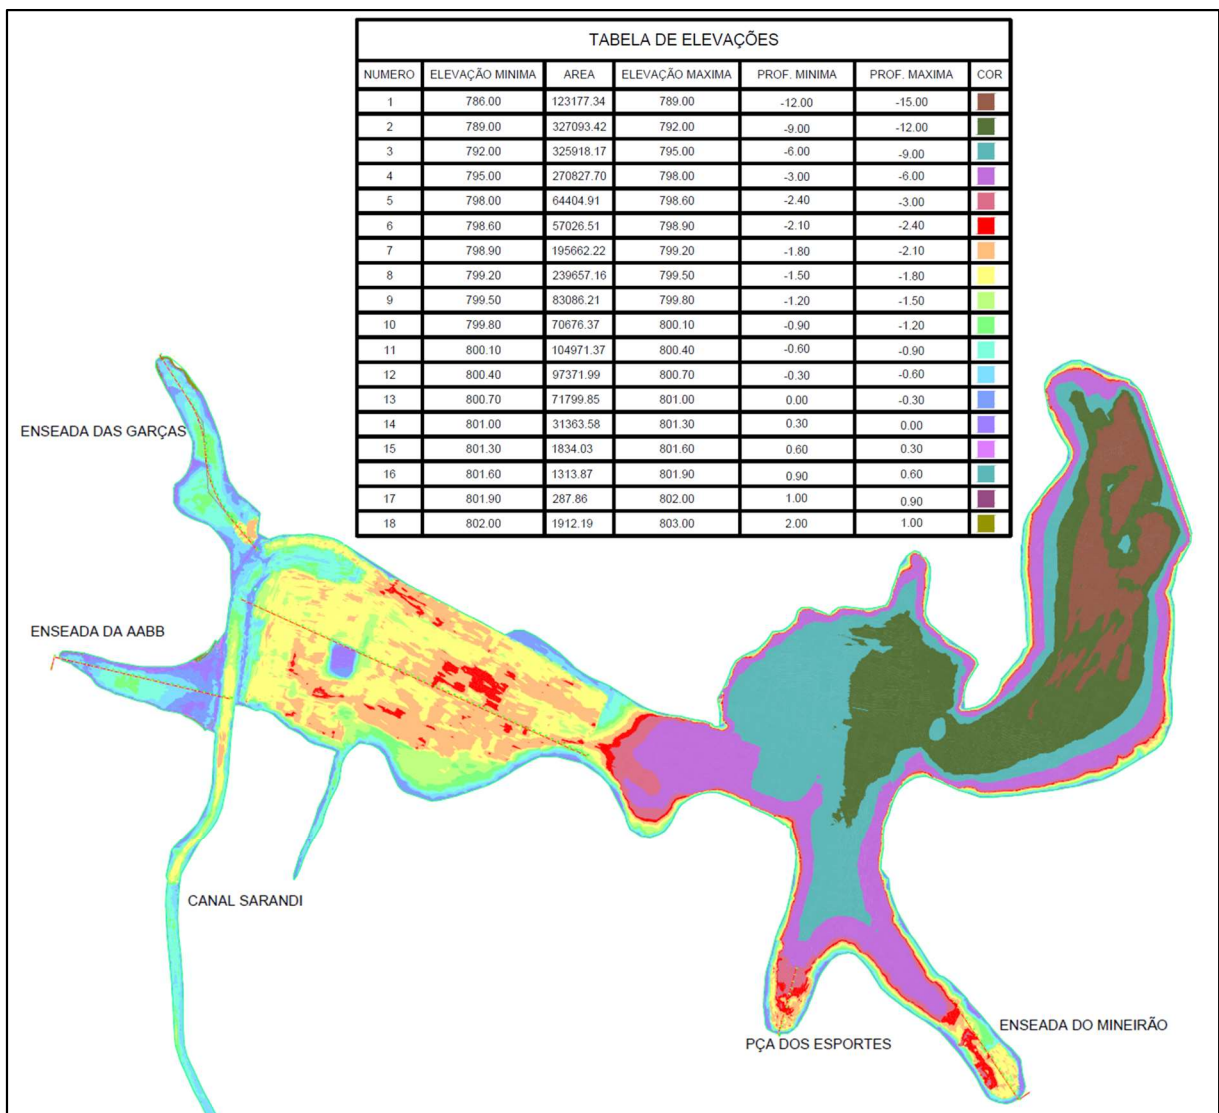 TABELA DE ELEVAÇÕES
NUMERO ELEVAÇÃO MINIMA AREA ELEVAÇÃO MAXIMA PROF. MINIMA PROF. MAXIMA COR
1 786.00 123177.34 789.00 -12.00 -15.00
2 789.00 327093.42 792.00 -9.00 -12.00
3 792.00 325918.17 795.00 -6.00 -9.00
4 795.00 270827.70 798.00 -3.00 -6.00
5 798.00 64404.91 798.60 -2.40 -3.00
6 798.60 57026.51 798.90 -2.10 -2.40
7 798.90 195662.22 799.20 -1.80 -2.10
8 799.20 239657.16 799.50 -1.50 -1.80
9 799.50 83086.21 799.80 -1.20 -1.50
10 799.80 70676.37 800.10 -0.90 -1.20
11 800.10 104971.37 800.40 -0.60 -0.90
12 800.40 97371.99 800.70 -0.30 -0.60
13 800.70 71799.85 801.00 0.00 -0.30
14 801.00 31363.58 801.30 0.30 0.00
15 801.30 1834.03 801.60 0.60 0.30
16 801.60 1313.87 801.90 0.90 0.60
17 801.90 287.86 802.00 1.00 0.90
18 802.00 1912.19 803.00 2.00 1.00
ENSEADA DAS GARÇAS
ENSEADA DA AABB
CANAL SARANDI
PÇA DOS ESPORTES
ENSEADA DO MINEIRÃO